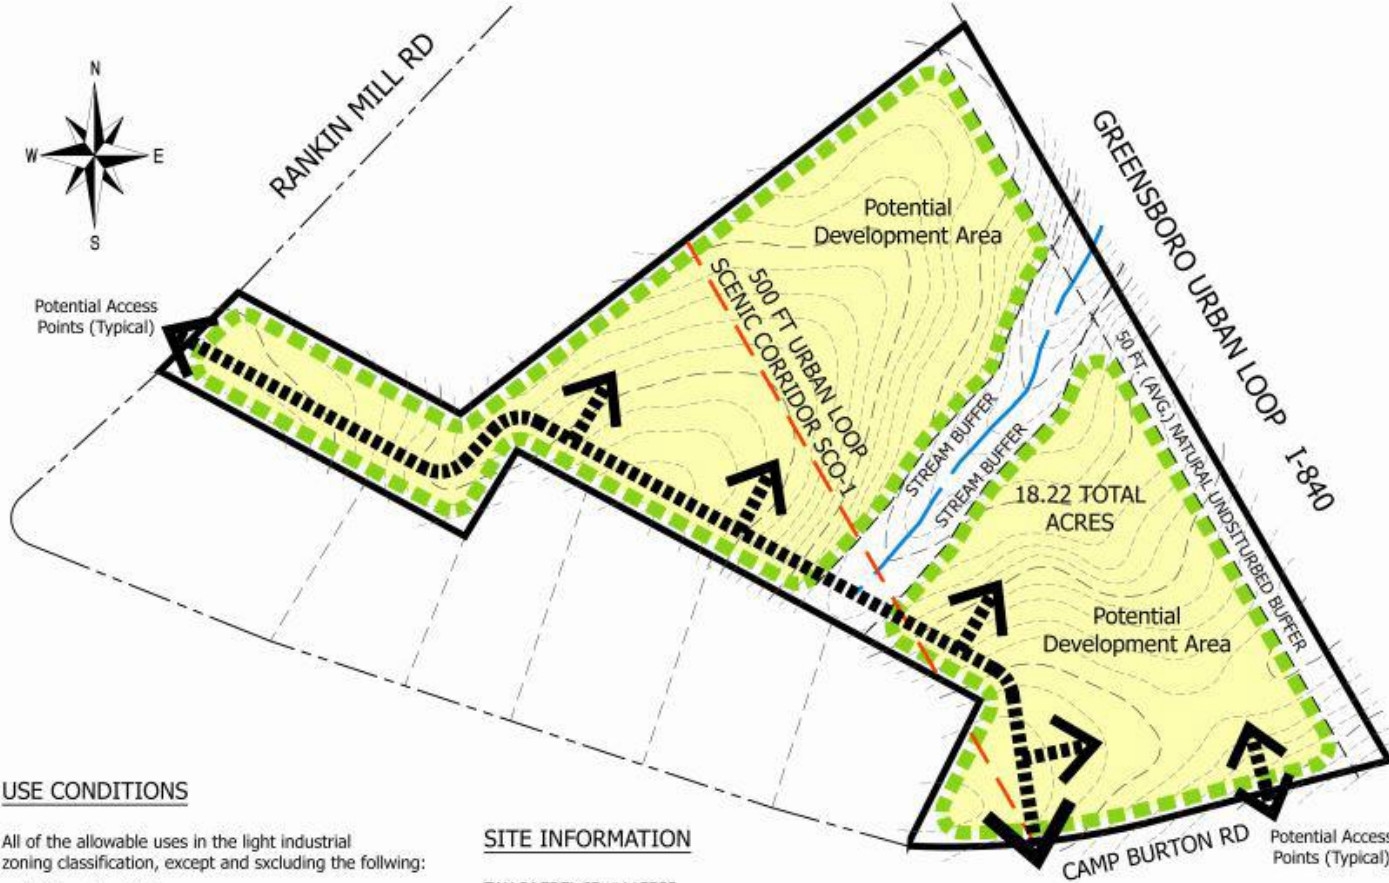 N
W E
S
RANKIN MILL RD
GREENSBORO URBAN LOOP I-840
Potential
Development Area
Potential Access
Points (Typical)
500 FT URBAN LOOP
SCENIC CORRIDOR SCO-1
STREAM BUFFER
STREAM BUFFER
50 FT. (AVG.) NATURAL UNDSITURBED BUFFER
18.22 TOTAL
ACRES
Potential
Development Area
CAMP BURTON RD
Potential Access
Points (Typical)
USE CONDITIONS
All of the allowable uses in the light industrial
zoning classification, except and sxcluding the follwing:
SITE INFORMATION